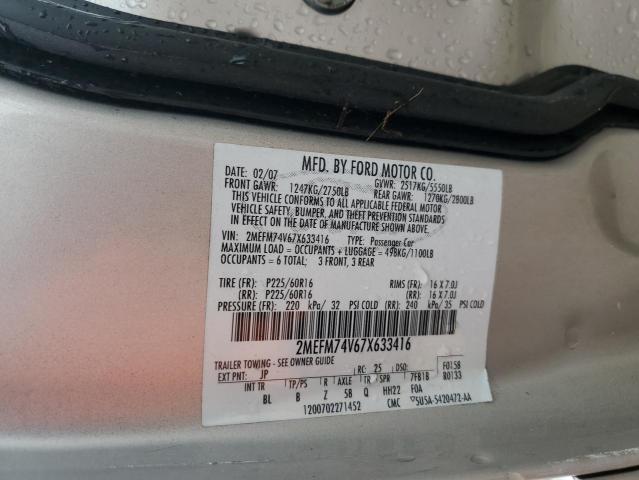 MFD. BY FORD MOTOR CO.
DATE: 02/07 GVWR: 2517KG/5550LB
FRONT GAWR: 1247KG/2750LB REAR GAWR: 1270KG/2800LB
THIS VEHICLE CONFORMS TO ALL APPLICABLE FEDERAL MOTOR
VEHICLE SAFETY, BUMPER, AND THEFT PREVENTION STANDARDS
IN EFFECT ON THE DATE OF MANUFACTURE SHOWN ABOVE.
VIN: 2MEFM74V67X633416 TYPE: Passenger Car
MAXIMUM LOAD = OCCUPANTS + LUGGAGE = 498KG/1100LB
OCCUPANTS = 6 TOTAL: 3 FRONT, 3 REAR
TIRE (FR): P225/60R16 RIMS (FR): 16 X 7.0J
(RR): P225/60R16 (RR): 16 X 7.0J
PRESSURE (FR): 220 kPa/ 32 PSI COLD (RR): 240 kPa/ 35 PSI COLD
2MEFM74V67X633416
TRAILER TOWING - SEE OWNER GUIDE
EXT PNT: JP RC: 25 DSO: F0158
R0133
INT TR TP/PS R AXLE TR SPR 7FB1B
BL B Z 5B Q HH22 F0A
1200702271452 CMC 5USA-5420472-AA